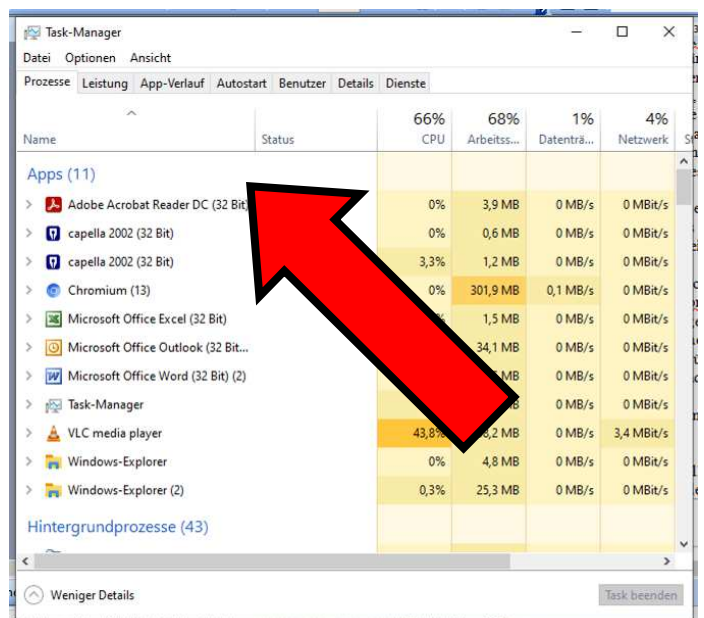 Task-Manager
Datei Optionen Ansicht
Prozesse Leistung App-Verlauf Autostart Benutzer Details Dienste
66% 68% 1% 4%
Name Status CPU Arbeitss... Datenträ... Netzwerk
Apps (11)
Adobe Acrobat Reader DC (32 Bit) 0% 3,9 MB 0 MB/s 0 MBit/s
capella 2002 (32 Bit) 0% 0,6 MB 0 MB/s 0 MBit/s
capella 2002 (32 Bit) 3,3% 1,2 MB 0 MB/s 0 MBit/s
Chromium (13) 0% 301,9 MB 0,1 MB/s 0 MBit/s
Microsoft Office Excel (32 Bit) 1,5 MB 0 MB/s 0 MBit/s
Microsoft Office Outlook (32 Bit... 34,1 MB 0 MB/s 0 MBit/s
Microsoft Office Word (32 Bit) (2) MB 0 MB/s 0 MBit/s
Task-Manager 0 MB/s 0 MBit/s
VLC media player 43,8% MB 0 MB/s 3,4 MBit/s
Windows-Explorer 0% 4,8 MB 0 MB/s 0 MBit/s
Windows-Explorer (2) 0,3% 25,3 MB 0 MB/s 0 MBit/s
Hintergrundprozesse (43)
Weniger Details Task beenden